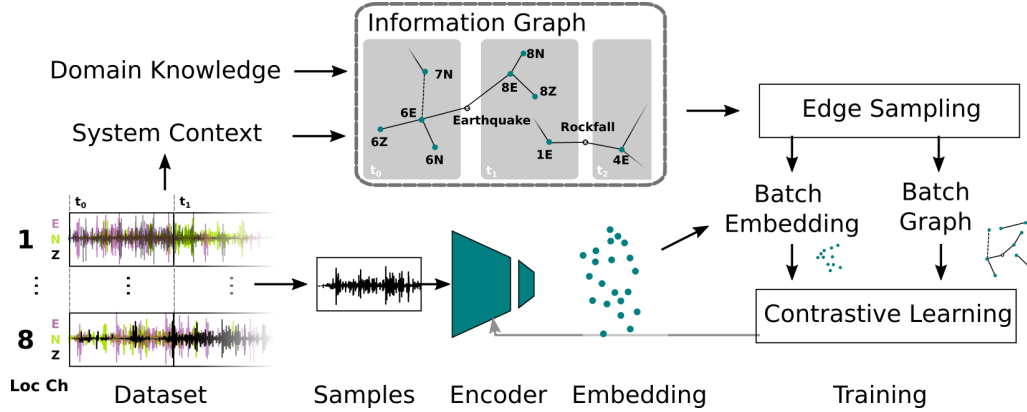 Information Graph
Domain Knowledge
System Context
7N
8N
8E
8Z
6E
Earthquake
6Z
6N
Rockfall
1E
4E
t0
t1
t2
Edge Sampling
Batch
Embedding
Batch
Graph
Contrastive Learning
t0
t1
1
E
N
Z
8
E
N
Z
Loc Ch
Dataset
Samples
Encoder
Embedding
Training